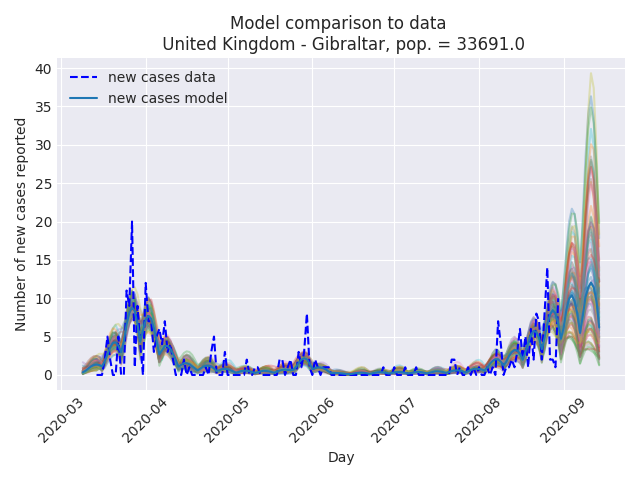 Model comparison to data
United Kingdom - Gibraltar, pop. = 33691.0
new cases data
new cases model
Number of new cases reported
40
35
30
25
20
15
10
5
0
2020-03
2020-04
2020-05
2020-06
2020-07
2020-08
2020-09
Day